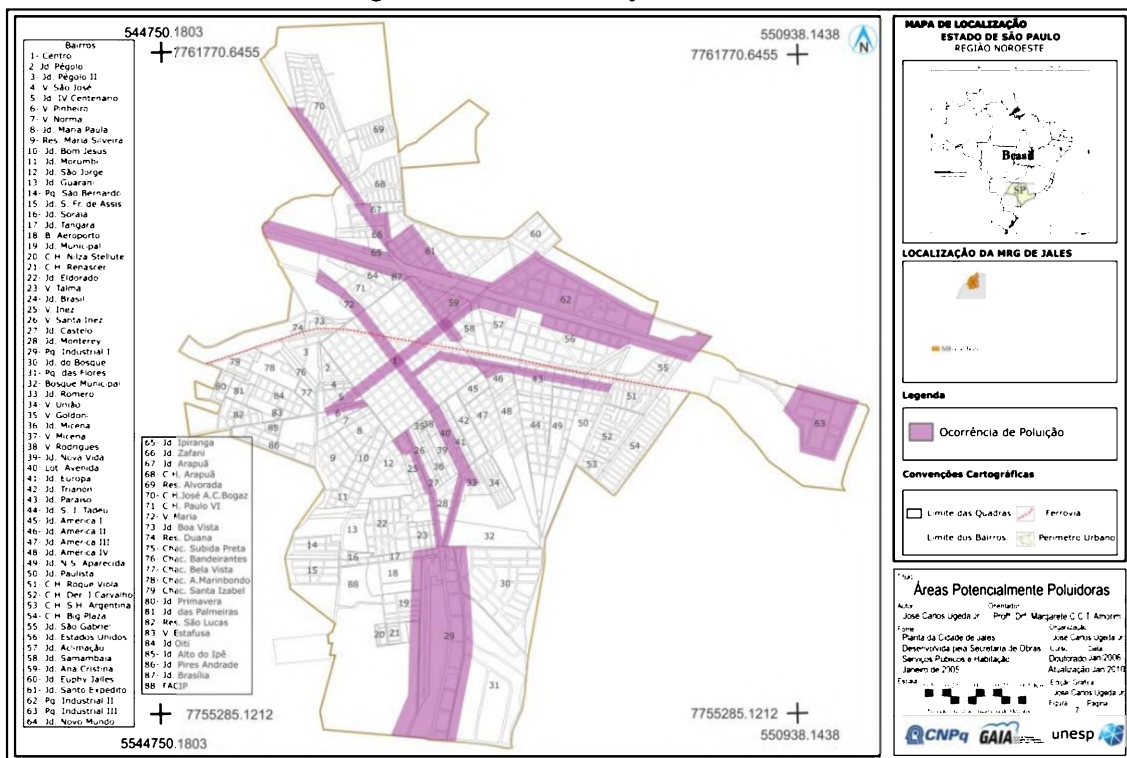 544750.1803
7761770.6455
550938.1438
7761770.6455
N
Bairros
1- Centro
2 Jd. Pégolo
3- Jd. Pégolo II
4 V. São José
5 Jd. IV Centenario
6- V. Pinheiro
7- V. Norma
8- Jd. Maria Paula
9- Res. Maria Silveira
10- Jd. Bom Jesus
11 Jd. Morumbi
12 Jd. São Jorge
13 Jd. Guarani
14- Pq. São Bernardo
15 Jd. S. Fr. de Assis
16- Jd. Soraia
17 Jd. Tangara
18 B. Aeroporto
19 Jd. Municipal
20 C.H. Nilza Stellute
21- C.H. Renascer
22 Jd. Eldorado
23- V. Talma
24- Jd. Brasil
25- V. Inez
26- V. Santa Inez
27 Jd. Castelo
28 Jd. Monterey
29- Pq. Industrial I
30 Jd. do Bosque
31- Pq. das Flores
32- Bosque Municipal
33 Jd. Romero
34- V. União
35 V. Goldoni
36 Jd. Micena
37- V. Micena
38 V. Rodrigues
39- Jd. Nova Vida
40 Lot. Avenida
41- Jd. Europa
42 Jd. Trianon
43 Jd. Paraiso
44- Jd. S. J. Tadeu
45- Jd. America I
46- Jd. America II
47- Jd. America III
48- Jd. America IV
49- Jd. N.S. Aparecida
50 Jd. Paulista
51 C.H. Roque Viola
52- C.H. Der. J Carvalho
53 C.H. S.H. Argentina
54- C.H. Big Plaza
55 Jd. São Gabriel
56 Jd. Estados Unidos
57 Jd. Aclimação
58 Jd. Samambaia
59- Jd. Ana Cristina
60- Jd. Euphy Jalles
61- Jd. Santo Expedito
62 Pq. Industrial II
63 Pq. Industrial III
64 Jd. Novo Mundo
65- Jd. Ipiranga
66 Jd. Zafani
67 Jd. Arapuã
68 C.H. Arapuã
69 Res. Alvorada
70- C.H.José A.C.Bogaz
71 C.H. Paulo VI
72- V. Maria
73 Jd. Boa Vista
74 Res. Duana
75- Chac. Subida Preta
76 Chac. Bandeirantes
77- Chac. Bela Vista
78- Chac. A.Marinbondo
79 Chac. Santa Izabel
80- Jd. Primavera
81 Jd. das Palmeiras
82 Res. São Lucas
83 V. Estafusa
84 Jd Oiti
85- Jd. Alto do Ipê
86- Jd. Pires Andrade
87- Jd. Brasília
88 FACIP
7755285.1212
5544750.1803
7755285.1212
550938.1438
MAPA DE LOCALIZAÇÃO
ESTADO DE SÃO PAULO
REGIÃO NOROESTE
Brasil
SP
LOCALIZAÇÃO DA MRG DE JALES
Legenda
Ocorrência de Poluição
Convenções Cartográficas
Limite das Quadras
Ferrovia
Limite dos Bairros
Perimetro Urbano
Título
Áreas Potencialmente Poluidoras
Autor
José Carlos Ugeda Jr.
Orientador
Profª. Drª. Margarete C.C.T. Amorim
Fonte
Planta da Cidade de Jales
Desenvolvida pela Secretaria de Obras
Serviços Públicos e Habitação
Janeiro de 2005
Organização
José Carlos Ugeda Jr.
Curso
Data
Doutorado Jan 2006
Atualização Jan 2010
Escala
Edição Gráfica
José Carlos Ugeda Jr.
Figura
Página
7
CNPq
GAIA
unesp